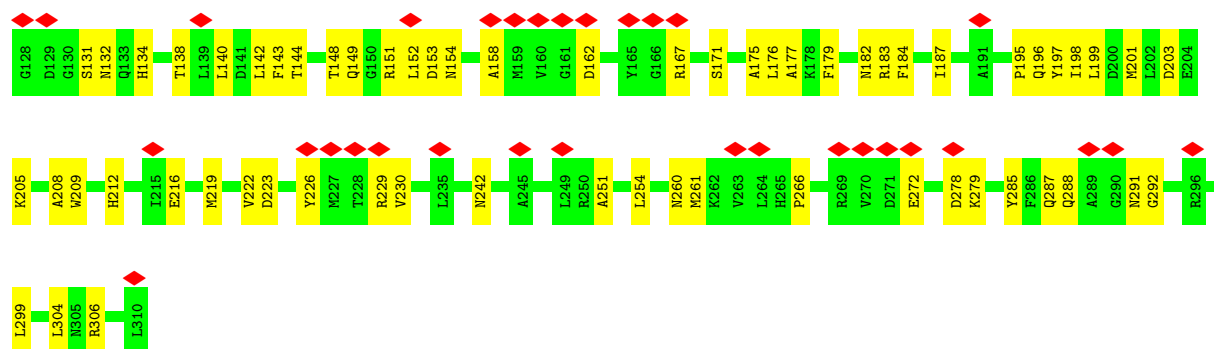 G128 D129 G130 S131 N132 Q133 H134 T138 L139 L140 D141 L142 F143 T144 T148 Q149 G150 R151 L152 D153 N154 A158 M159 V160 G161 D162 Y165 G166 R167 S171 A175 L176 A177 K178 F179 N182 R183 F184 I187 A191 P195 Q196 Y197 I198 L199 D200 M201 L202 D203 E204
K205 A208 W209 H212 I215 E216 M219 V222 D223 Y226 M227 T228 R229 V230 L235 N242 A245 L249 R250 A251 L254 N260 M261 K262 V263 L264 H265 P266 R269 V270 D271 E272 D278 K279 Y285 F286 Q287 Q288 A289 G290 N291 G292 R296
L299 L304 N305 R306 L310